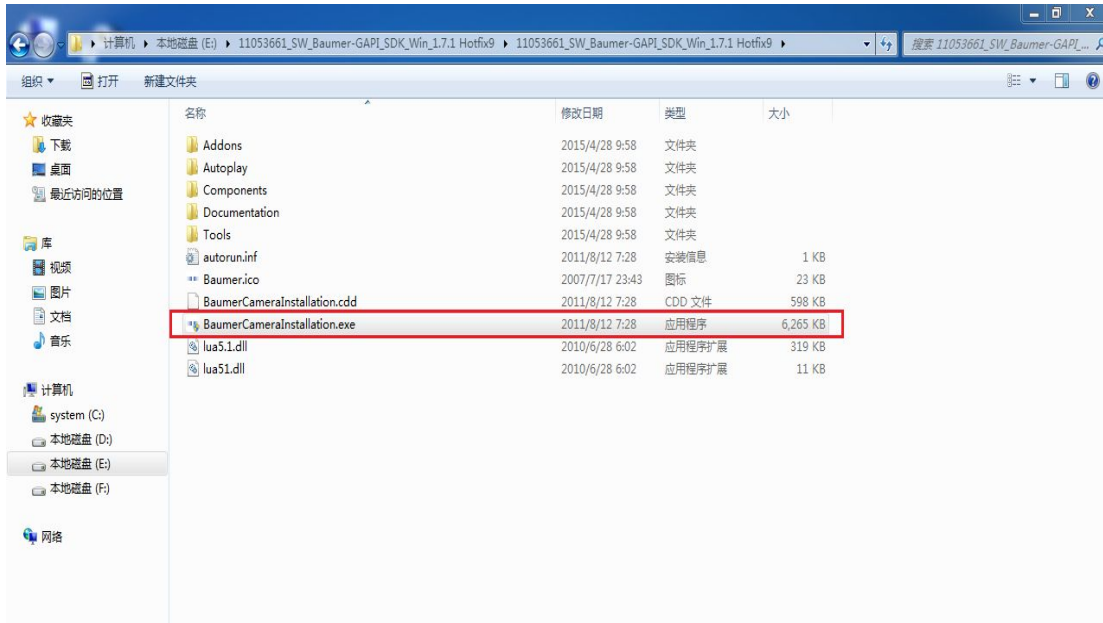 计算机 本地磁盘 (E:) 11053661_SW_Baumer-GAPI_SDK_Win_1.7.1 Hotfix9 11053661_SW_Baumer-GAPI_SDK_Win_1.7.1 Hotfix9 搜索 11053661_SW_Baumer-GAPI_...
组织 打开 新建文件夹
收藏夹
下载
桌面
最近访问的位置
库
视频
图片
文档
音乐
计算机
system (C:)
本地磁盘 (D:)
本地磁盘 (E:)
本地磁盘 (F:)
网络
名称 修改日期 类型 大小
Addons 2015/4/28 9:58 文件夹
Autoplay 2015/4/28 9:58 文件夹
Components 2015/4/28 9:58 文件夹
Documentation 2015/4/28 9:58 文件夹
Tools 2015/4/28 9:58 文件夹
autorun.inf 2011/8/12 7:28 安装信息 1 KB
Baumer.ico 2007/7/17 23:43 图标 23 KB
BaumerCameraInstallation.cdd 2011/8/12 7:28 CDD 文件 598 KB
BaumerCameraInstallation.exe 2011/8/12 7:28 应用程序 6,265 KB
lua5.1.dll 2010/6/28 6:02 应用程序扩展 319 KB
lua51.dll 2010/6/28 6:02 应用程序扩展 11 KB